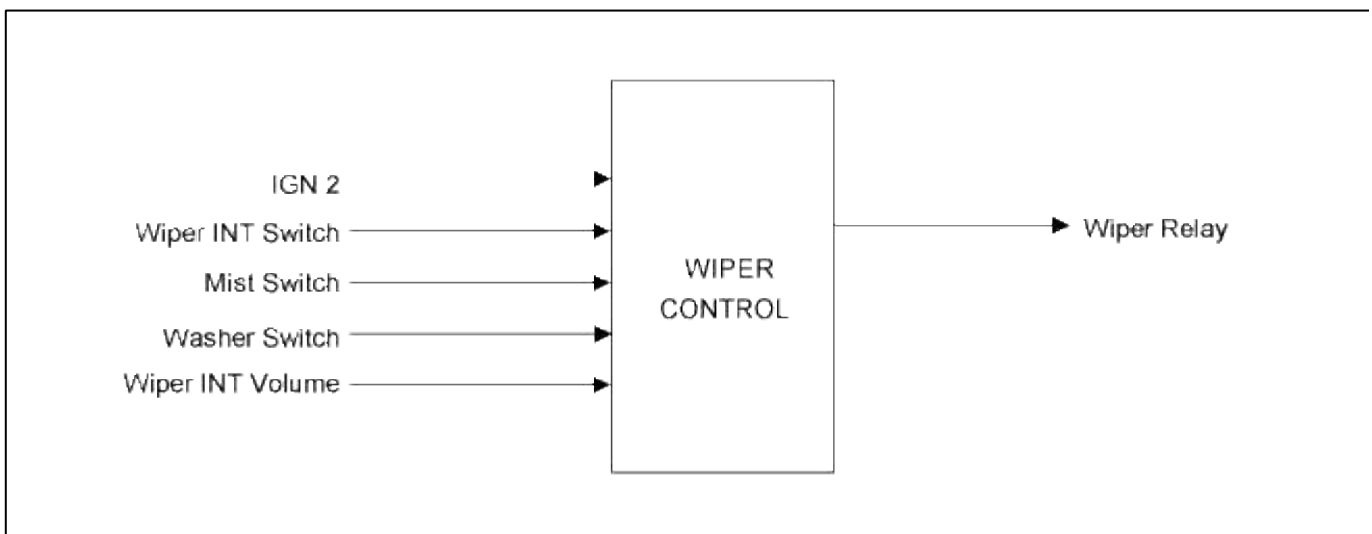 IGN 2
Wiper INT Switch
Mist Switch
Washer Switch
Wiper INT Volume
WIPER
CONTROL
Wiper Relay